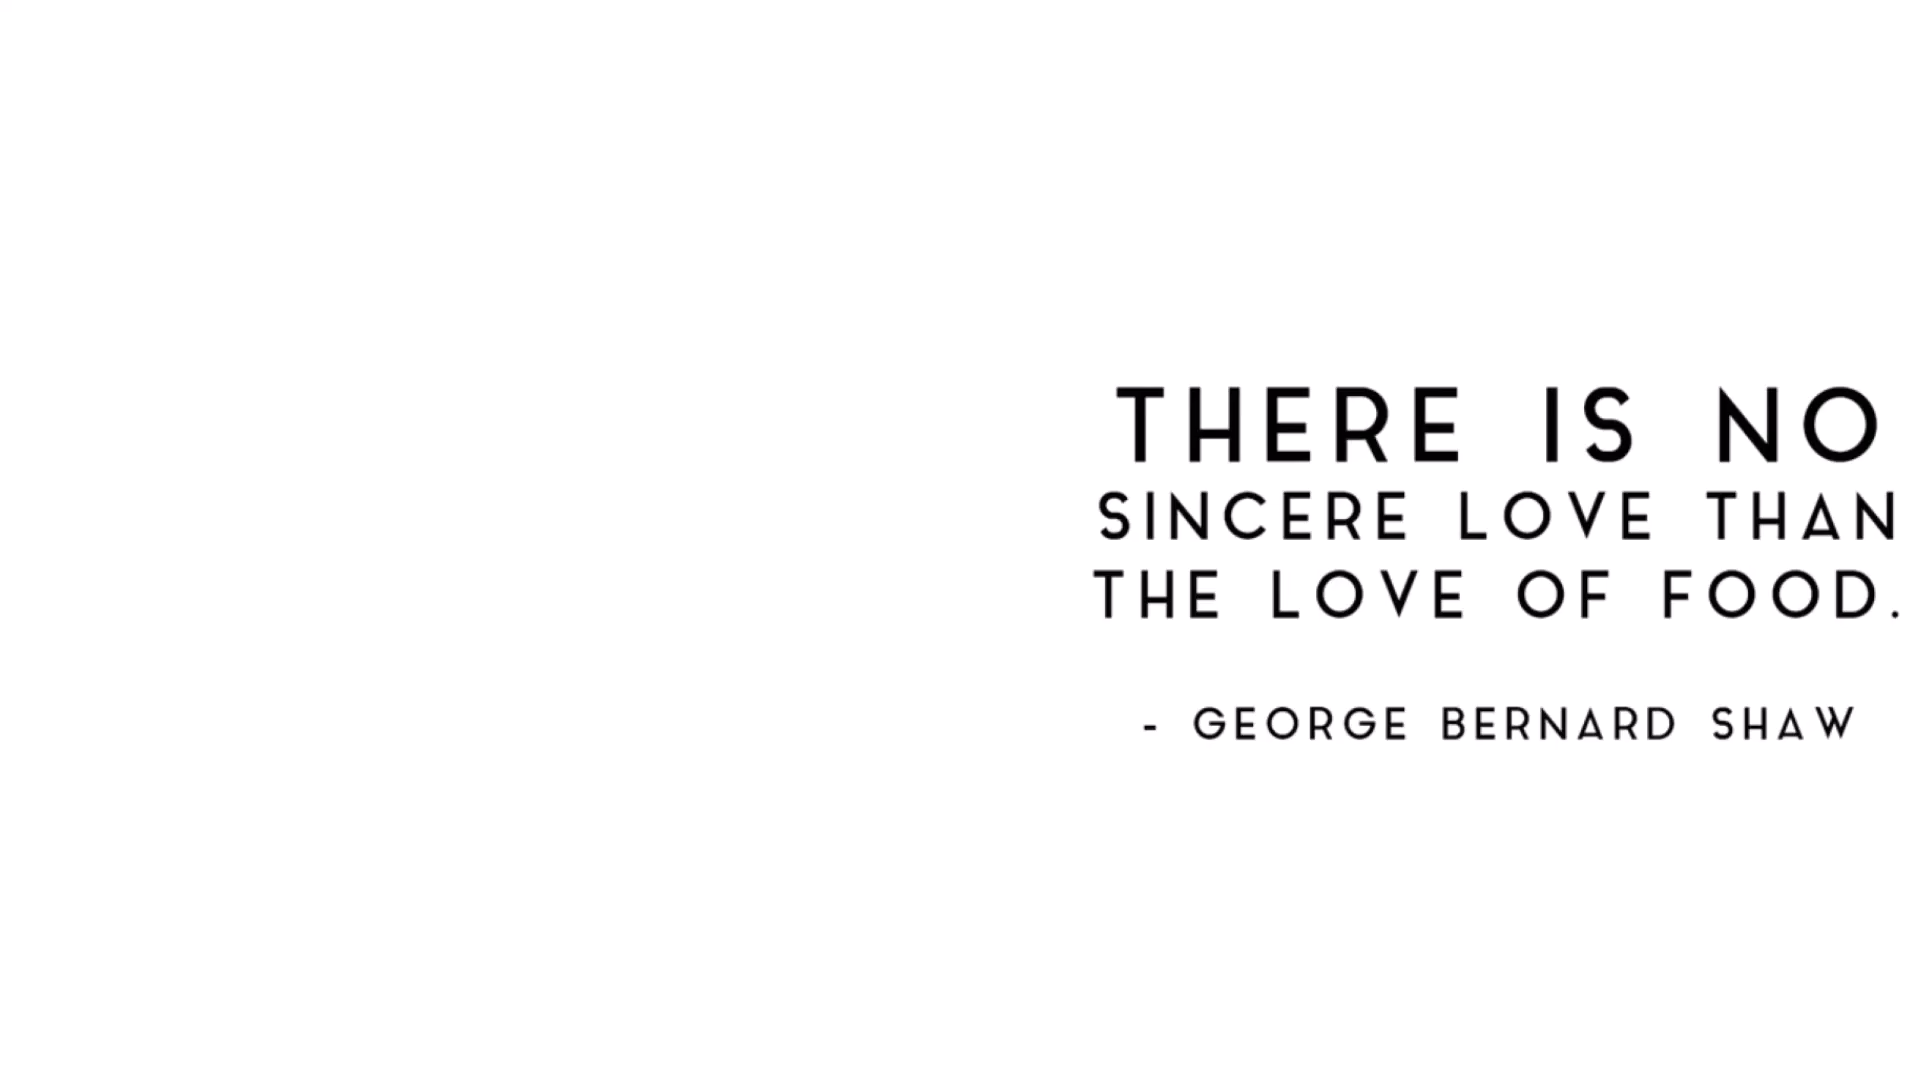 THERE IS NO
SINCERE LOVE THAN
THE LOVE OF FOOD.
- GEORGE BERNARD SHAW